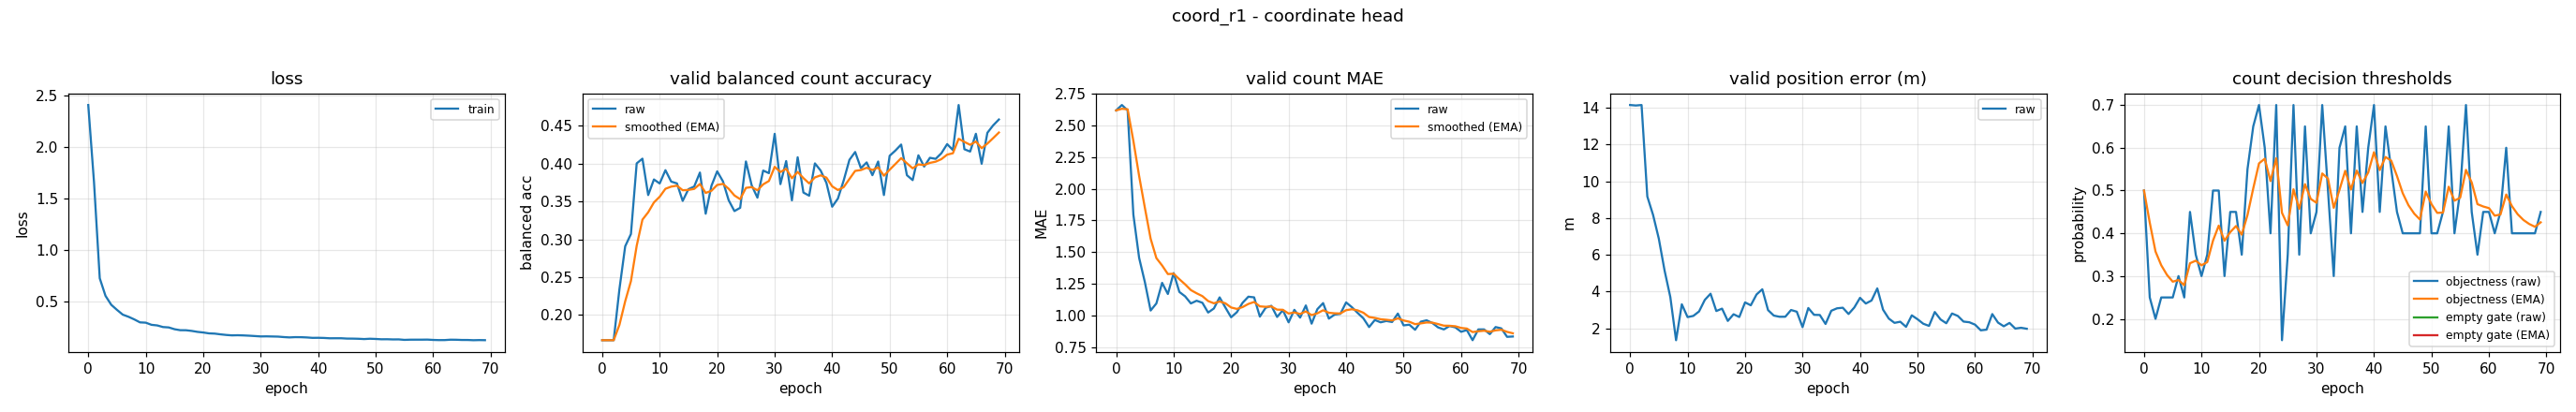 coord_r1 - coordinate head
loss
2.5
2.0
1.5
1.0
0.5
loss
0 10 20 30 40 50 60 70
epoch
train
valid balanced count accuracy
0.45
0.40
0.35
0.30
0.25
0.20
balanced acc
0 10 20 30 40 50 60 70
epoch
raw
smoothed (EMA)
valid count MAE
2.75
2.50
2.25
2.00
1.75
1.50
1.25
1.00
0.75
MAE
0 10 20 30 40 50 60 70
epoch
raw
smoothed (EMA)
valid position error (m)
14
12
10
8
6
4
2
m
0 10 20 30 40 50 60 70
epoch
raw
count decision thresholds
0.7
0.6
0.5
0.4
0.3
0.2
probability
0 10 20 30 40 50 60 70
epoch
objectness (raw)
objectness (EMA)
empty gate (raw)
empty gate (EMA)